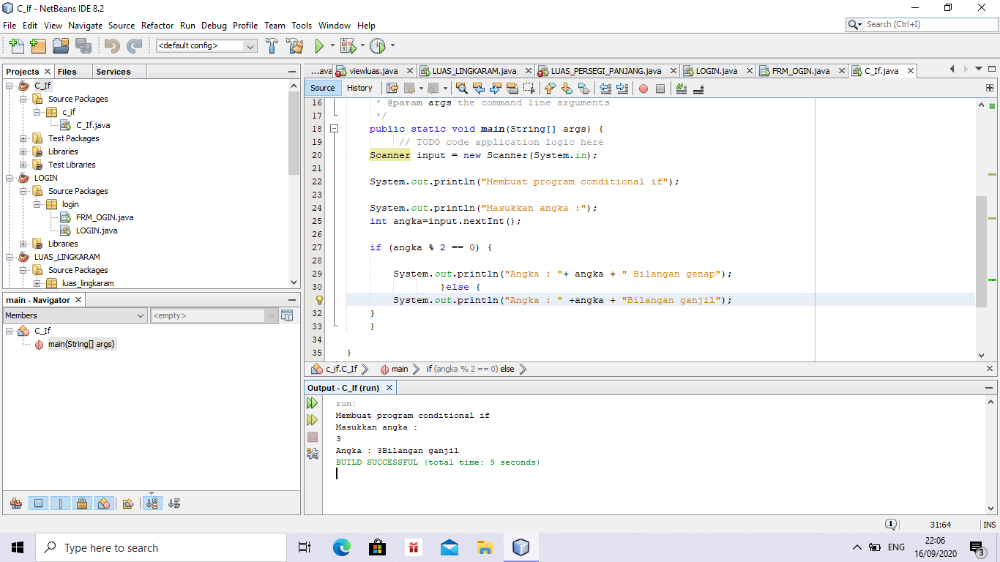 C_If - NetBeans IDE 8.2
File Edit View Navigate Source Refactor Run Debug Profile Team Tools Window Help
Search (Ctrl+I)
<default config>
Projects Files Services
C_If
Source Packages
c_if
C_If.java
Test Packages
Libraries
Test Libraries
LOGIN
Source Packages
login
FRM_OGIN.java
LOGIN.java
Libraries
LUAS_LINGKARAM
Source Packages
luas_lingkaram
main - Navigator
Members <empty>
C_If
main(String[] args)
...ava viewluas.java LUAS_LINGKARAM.java LUAS_PERSEGI_PANJANG.java LOGIN.java FRM_OGIN.java C_If.java
Source History
16 * @param args the command line arguments
17 */
18 public static void main(String[] args) {
19 // TODO code application logic here
20 Scanner input = new Scanner(System.in);
21
22 System.out.println("Membuat program conditional if");
23
24 System.out.println("Masukkan angka :");
25 int angka=input.nextInt();
26
27 if (angka % 2 == 0) {
28
29 System.out.println("Angka : "+ angka + " Bilangan genap");
30 }else {
System.out.println("Angka : " +angka + "Bilangan ganjil");
32 }
33 }
34
35 }
c_if.C_If main if (angka % 2 == 0) else
Output - C_If (run)
run:
Membuat program conditional if
Masukkan angka :
3
Angka : 3Bilangan ganjil
BUILD SUCCESSFUL (total time: 9 seconds)
1 31:64 INS
Type here to search
ENG
22:06
16/09/2020
3